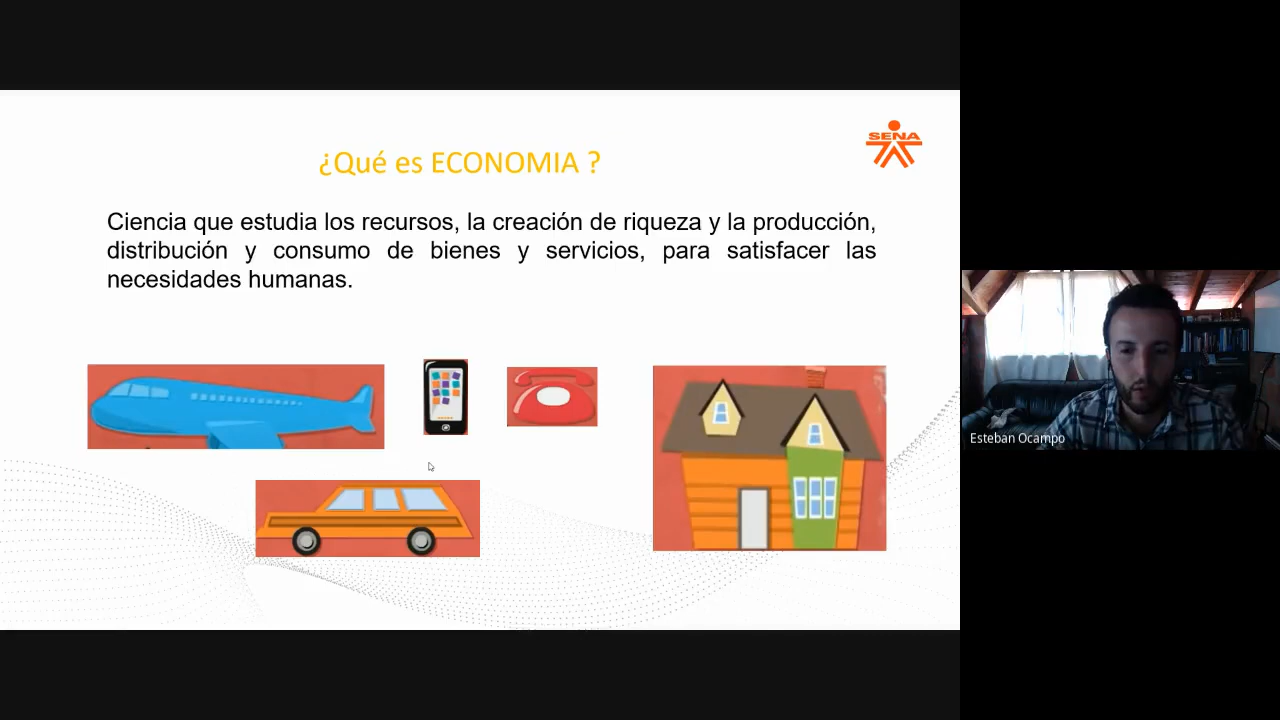 ¿Qué es ECONOMIA ?
SENA
Ciencia que estudia los recursos, la creación de riqueza y la producción,
distribución y consumo de bienes y servicios, para satisfacer las
necesidades humanas.
Esteban Ocampo